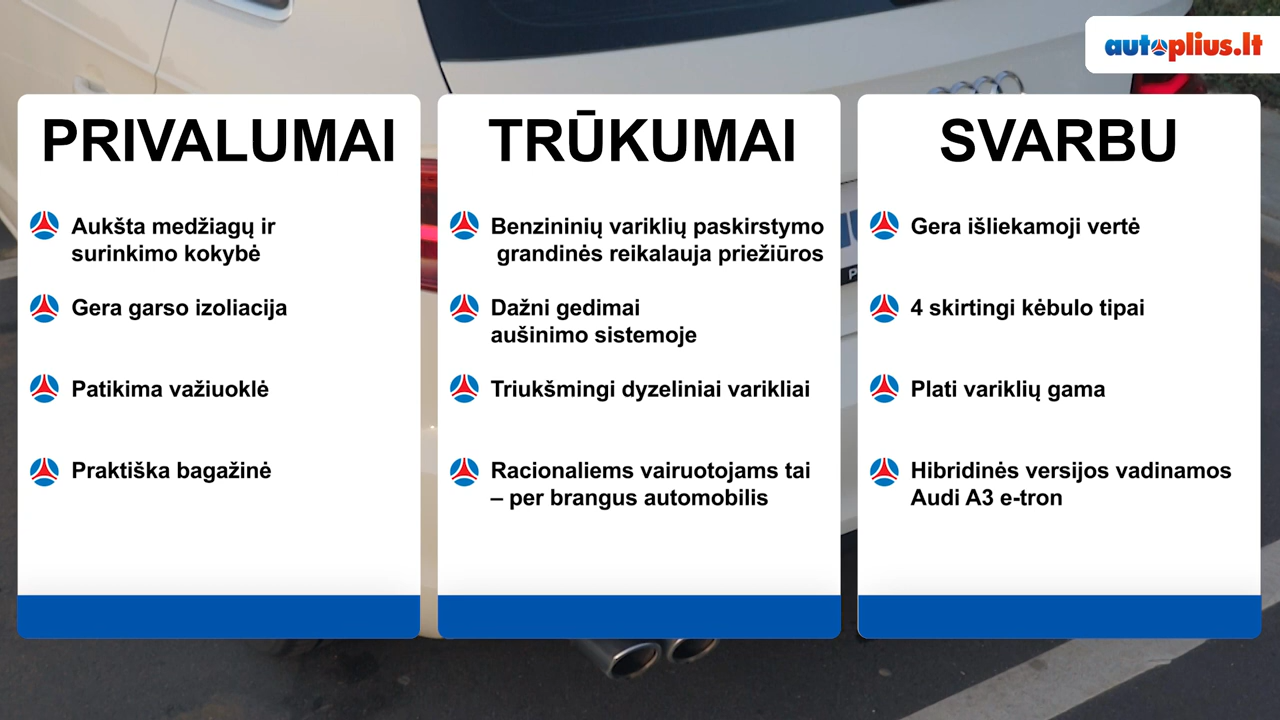 autoplius.lt
PRIVALUMAI
Aukšta medžiagų ir
surinkimo kokybė
Gera garso izoliacija
Patikima važiuoklė
Praktiška bagažinė
TRŪKUMAI
Benzininių variklių paskirstymo
grandinės reikalauja priežiūros
Dažni gedimai
aušinimo sistemoje
Triukšmingi dyzeliniai varikliai
Racionaliems vairuotojams tai
– per brangus automobilis
SVARBU
Gera išliekamoji vertė
4 skirtingi kėbulo tipai
Plati variklių gama
Hibridinės versijos vadinamos
Audi A3 e-tron